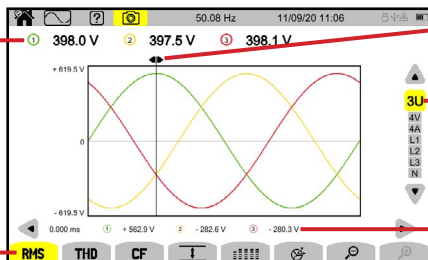 ? 50.08 Hz 11/09/20 11:06
1 398.0 V 2 397.5 V 3 398.1 V
+ 619.5 V
0
- 619.5 V
3U
4V
4A
L1
L2
L3
N
0.000 ms 1 + 562.9 V 2 - 282.6 V 3 - 280.3 V
RMS THD CF